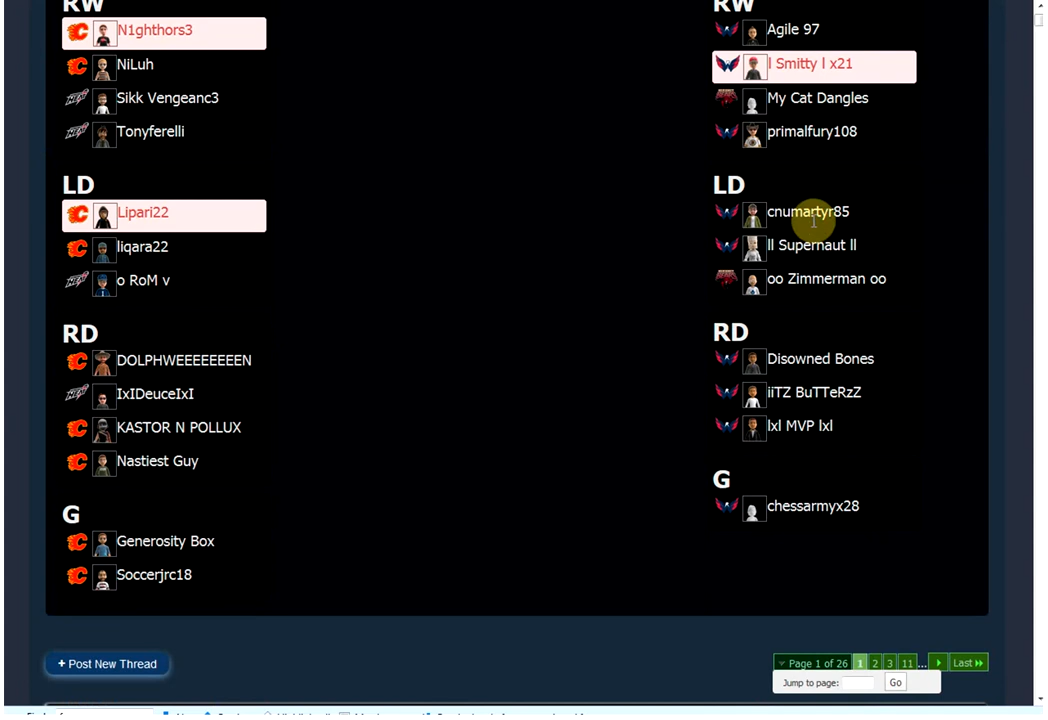 RW
N1ghthors3
NiLuh
Sikk Vengeanc3
Tonyferelli
LD
Lipari22
liqara22
o RoM v
RD
DOLPHWEEEEEEEEN
IxIDeuceIxI
KASTOR N POLLUX
Nastiest Guy
G
Generosity Box
Soccerjrc18
RW
Agile 97
l Smitty l x21
My Cat Dangles
primalfury108
LD
cnumartyr85
ll Supernaut ll
oo Zimmerman oo
RD
Disowned Bones
iiTZ BuTTeRzZ
lxl MVP lxl
G
chessarmyx28
+ Post New Thread
Page 1 of 26 1 2 3 11 ... Last
Jump to page: Go